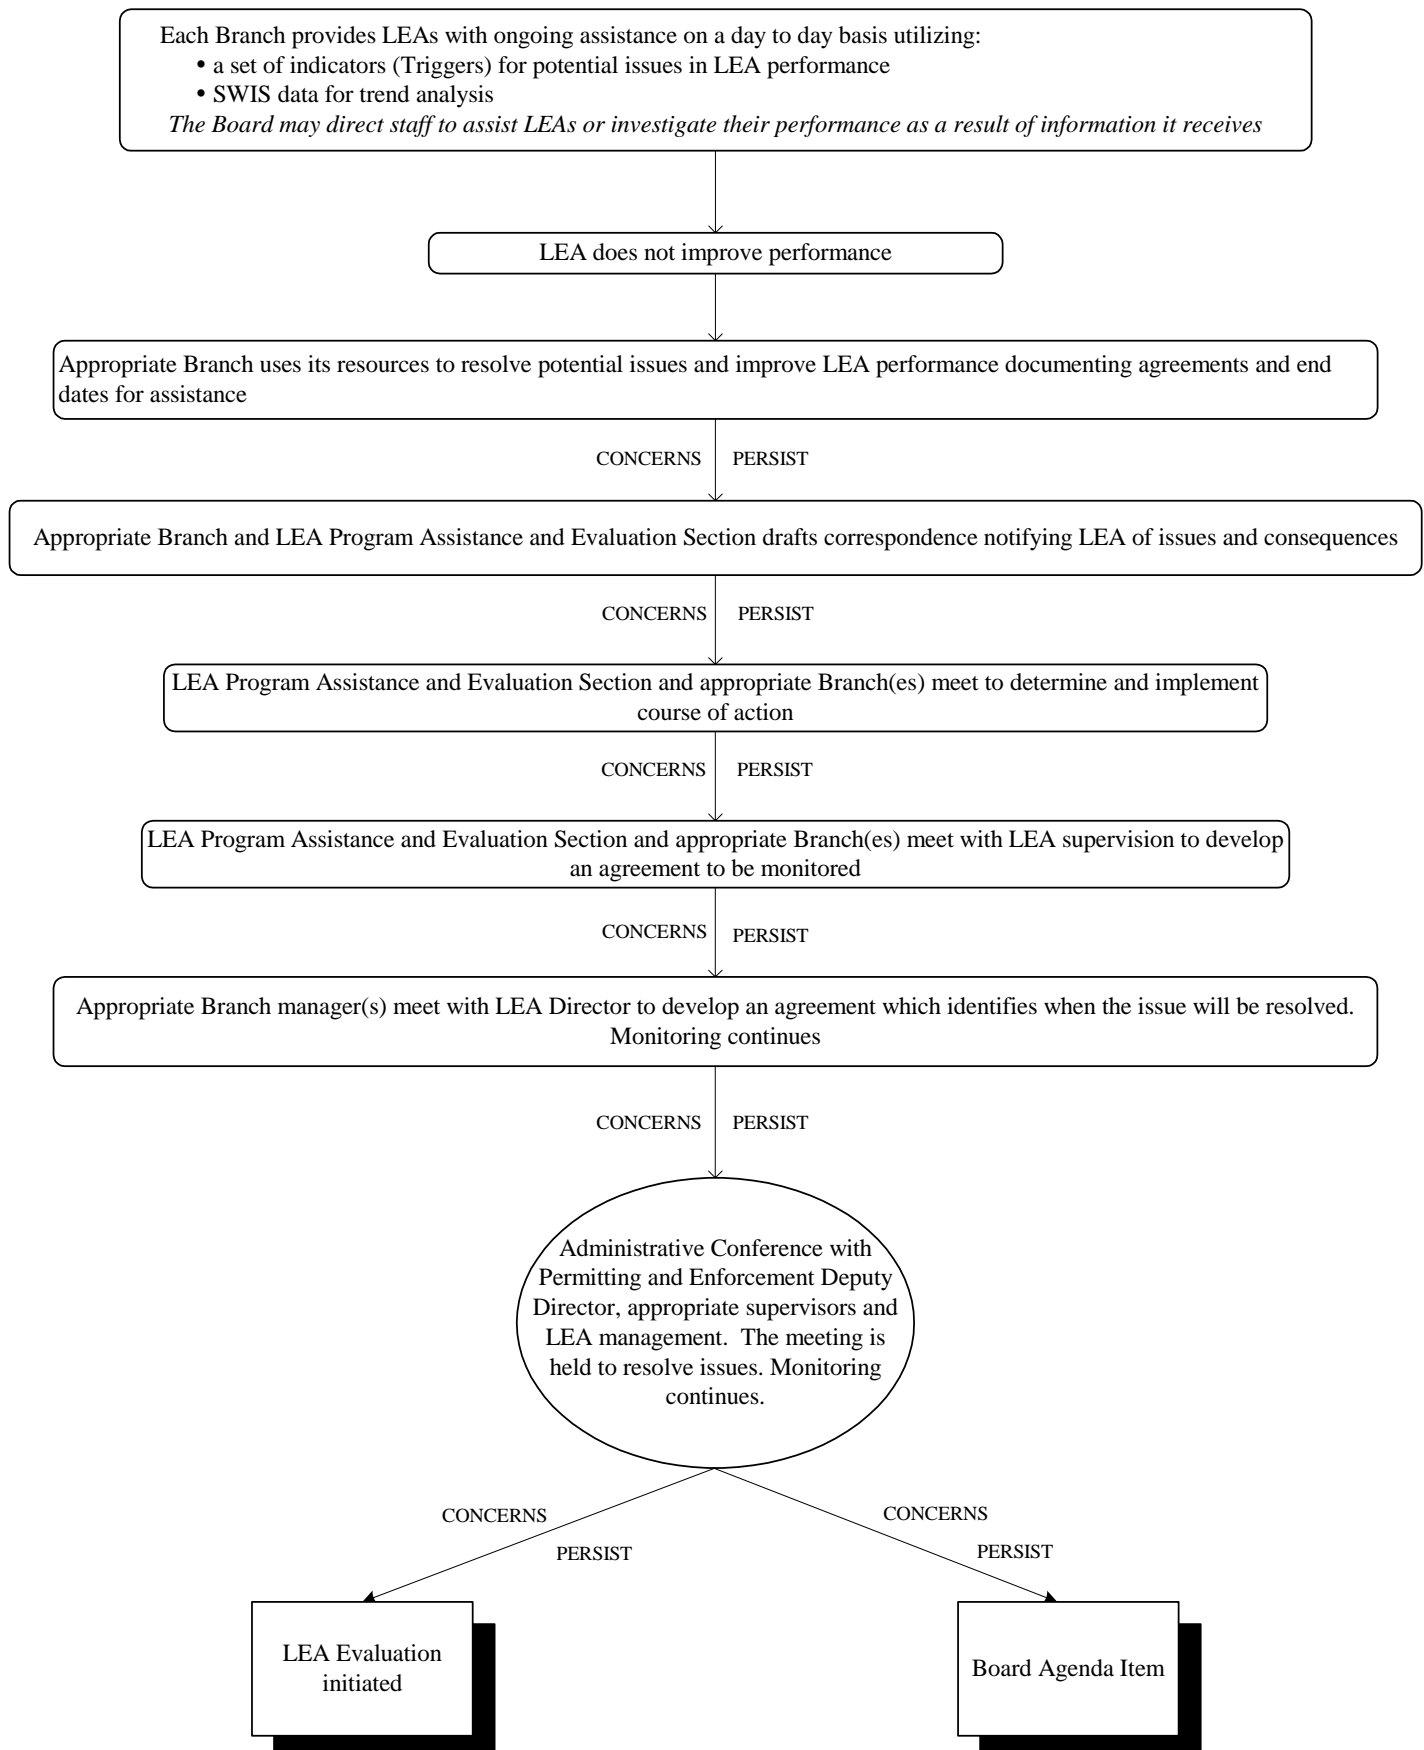 Each Branch provides LEAs with ongoing assistance on a day to day basis utilizing:
• a set of indicators (Triggers) for potential issues in LEA performance
• SWIS data for trend analysis
The Board may direct staff to assist LEAs or investigate their performance as a result of information it receives
LEA does not improve performance
Appropriate Branch uses its resources to resolve potential issues and improve LEA performance documenting agreements and end
dates for assistance
CONCERNS PERSIST
Appropriate Branch and LEA Program Assistance and Evaluation Section drafts correspondence notifying LEA of issues and consequences
CONCERNS PERSIST
LEA Program Assistance and Evaluation Section and appropriate Branch(es) meet to determine and implement
course of action
CONCERNS PERSIST
LEA Program Assistance and Evaluation Section and appropriate Branch(es) meet with LEA supervision to develop
an agreement to be monitored
CONCERNS PERSIST
Appropriate Branch manager(s) meet with LEA Director to develop an agreement which identifies when the issue will be resolved.
Monitoring continues
CONCERNS PERSIST
Administrative Conference with
Permitting and Enforcement Deputy
Director, appropriate supervisors and
LEA management.  The meeting is
held to resolve issues. Monitoring
continues.
CONCERNS
PERSIST
CONCERNS
PERSIST
LEA Evaluation
initiated
Board Agenda Item